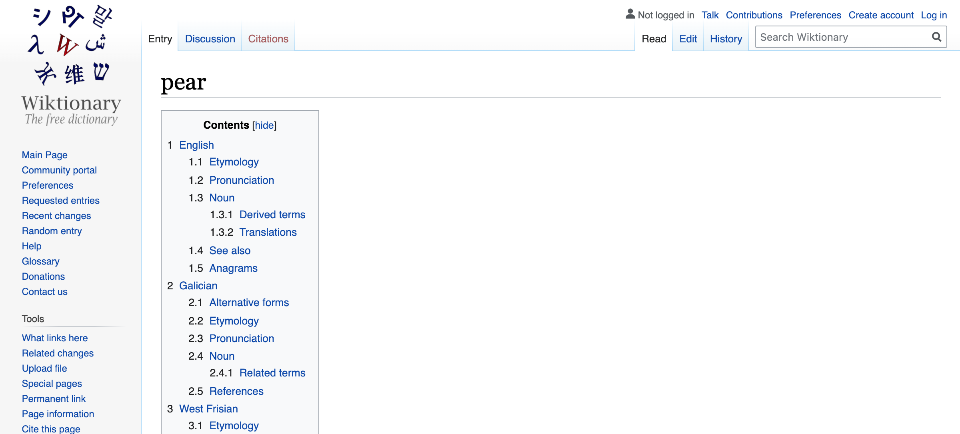 Not logged in Talk Contributions Preferences Create account Log in
Entry Discussion Citations Read Edit History Search Wiktionary
Wiktionary
The free dictionary
Main Page
Community portal
Preferences
Requested entries
Recent changes
Random entry
Help
Glossary
Donations
Contact us
Tools
What links here
Related changes
Upload file
Special pages
Permanent link
Page information
Cite this page
pear
Contents [hide]
1 English
1.1 Etymology
1.2 Pronunciation
1.3 Noun
1.3.1 Derived terms
1.3.2 Translations
1.4 See also
1.5 Anagrams
2 Galician
2.1 Alternative forms
2.2 Etymology
2.3 Pronunciation
2.4 Noun
2.4.1 Related terms
2.5 References
3 West Frisian
3.1 Etymology